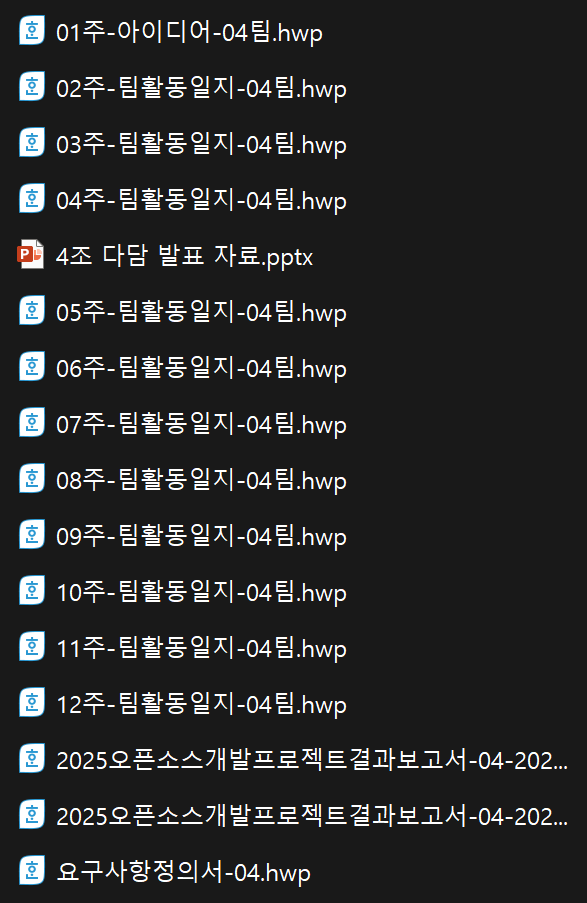 01주-아이디어-04팀.hwp
02주-팀활동일지-04팀.hwp
03주-팀활동일지-04팀.hwp
04주-팀활동일지-04팀.hwp
4조 다담 발표 자료.pptx
05주-팀활동일지-04팀.hwp
06주-팀활동일지-04팀.hwp
07주-팀활동일지-04팀.hwp
08주-팀활동일지-04팀.hwp
09주-팀활동일지-04팀.hwp
10주-팀활동일지-04팀.hwp
11주-팀활동일지-04팀.hwp
12주-팀활동일지-04팀.hwp
2025오픈소스개발프로젝트결과보고서-04-202...
2025오픈소스개발프로젝트결과보고서-04-202...
요구사항정의서-04.hwp